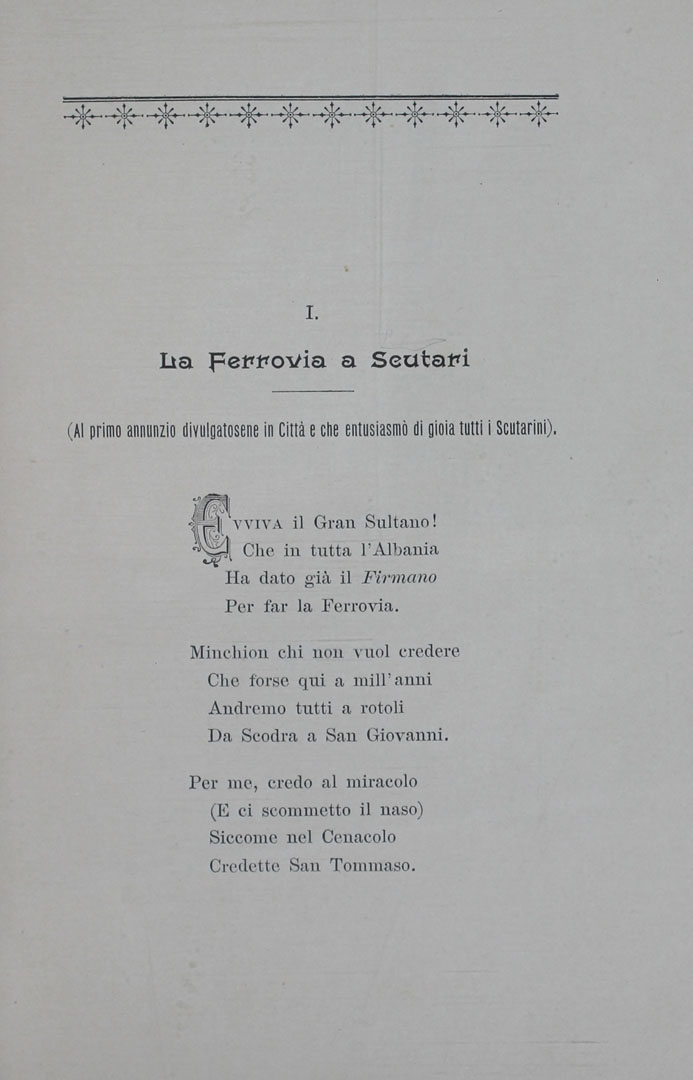 I.
La Ferrovia a Scutari
(Al primo annunzio divulgatosene in Città e che entusiasmò di gioia tutti i Scutarini).
Evviva il Gran Sultano!
Che in tutta l'Albania
Ha dato già il Firmano
Per far la Ferrovia.
Minchion chi non vuol credere
Che forse qui a mill'anni
Andremo tutti a rotoli
Da Scodra a San Giovanni.
Per me, credo al miracolo
(E ci scommetto il naso)
Siccome nel Cenacolo
Credette San Tommaso.